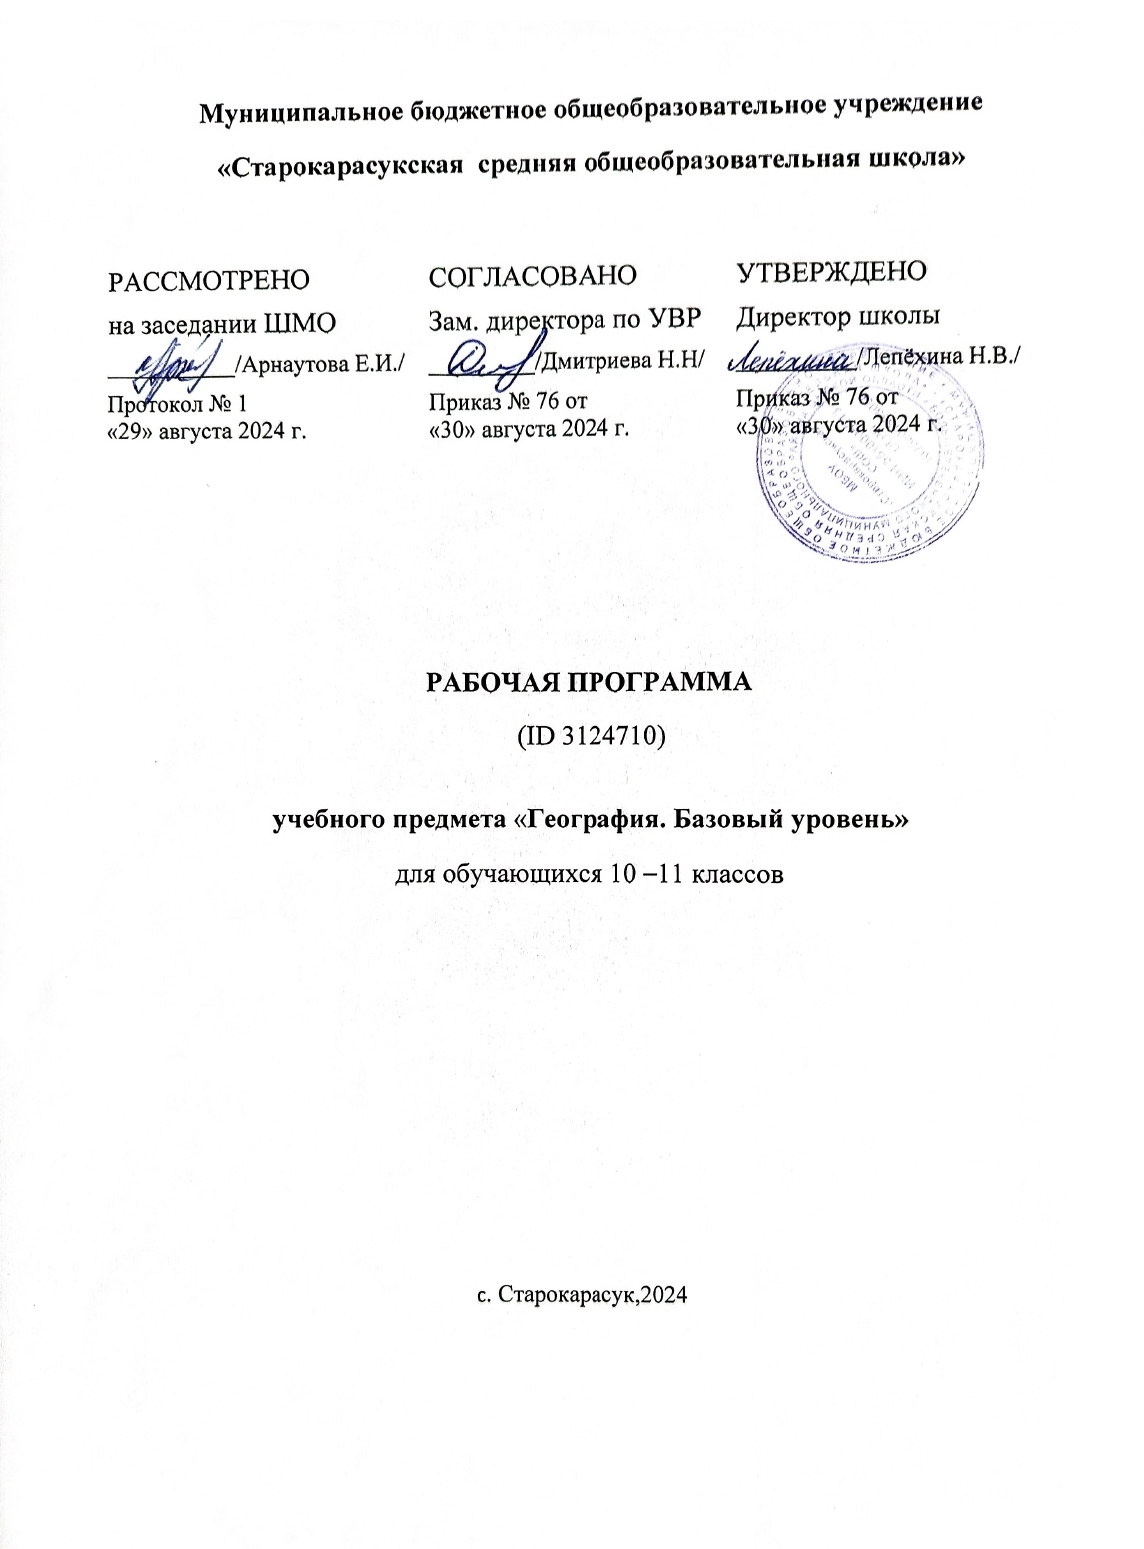 Муниципальное бюджетное общеобразовательное учреждение
«Старокарасукская средняя общеобразовательная школа»
РАССМОТРЕНО
на заседании ШМО
/Арнаутова Е.И./
Протокол № 1
«29» августа 2024 г.
СОГЛАСОВАНО
Зам. директора по УВР
/Дмитриева Н.Н/
Приказ № 76 от
«30» августа 2024 г.
УТВЕРЖДЕНО
Директор школы
Лепёхина/Лепёхина Н.В./
Приказ № 76 от
«30» августа 2024 г.
МБОУ
РАБОЧАЯ ПРОГРАММА
(ID 3124710)
учебного предмета «География. Базовый уровень»
для обучающихся 10 –11 классов
с. Старокарасук,2024